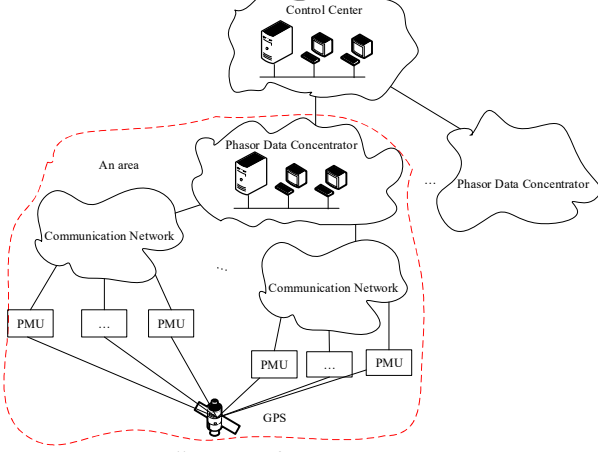 Control Center
Phasor Data Concentrator
An area
...
Phasor Data Concentrator
Communication Network
...
Communication Network
PMU
...
PMU
PMU
...
PMU
GPS